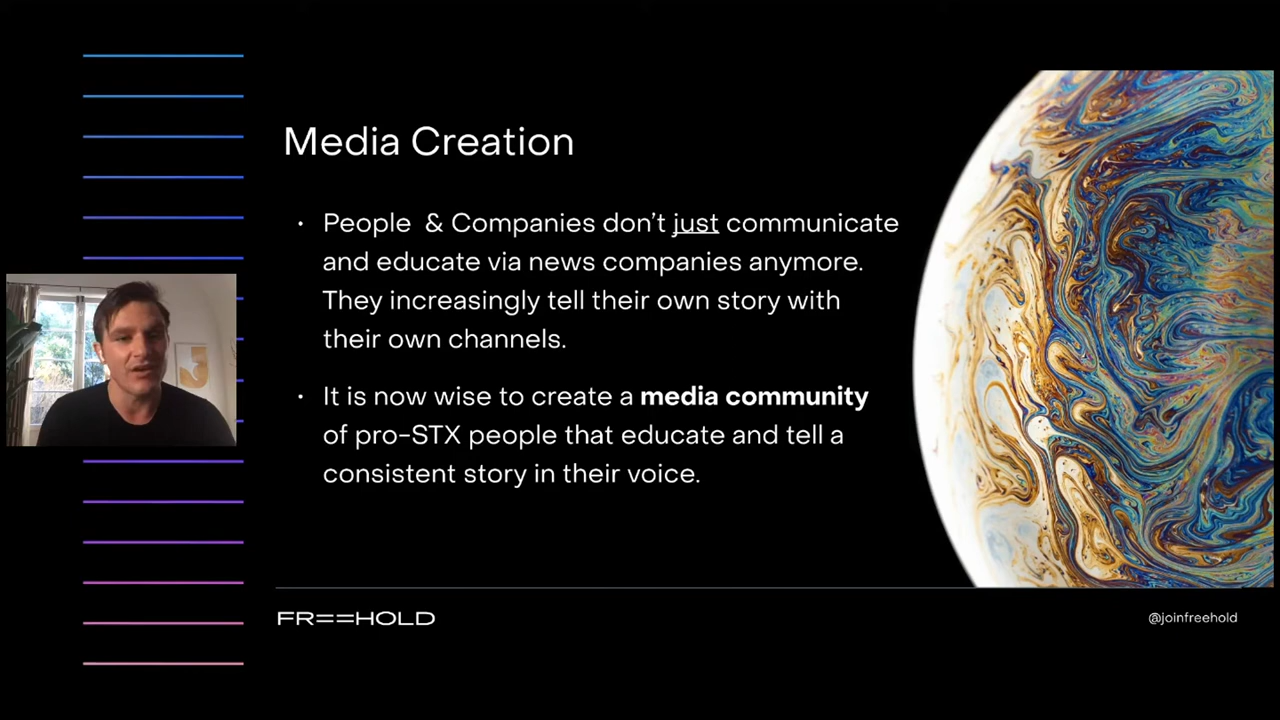 Media Creation
• People & Companies don’t just communicate
and educate via news companies anymore.
They increasingly tell their own story with
their own channels.
• It is now wise to create a media community
of pro-STX people that educate and tell a
consistent story in their voice.
FR==HOLD
@joinfreehold